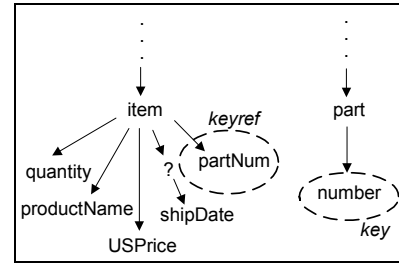 item
part
keyref
quantity
?
partNum
number
productName
shipDate
key
USPrice